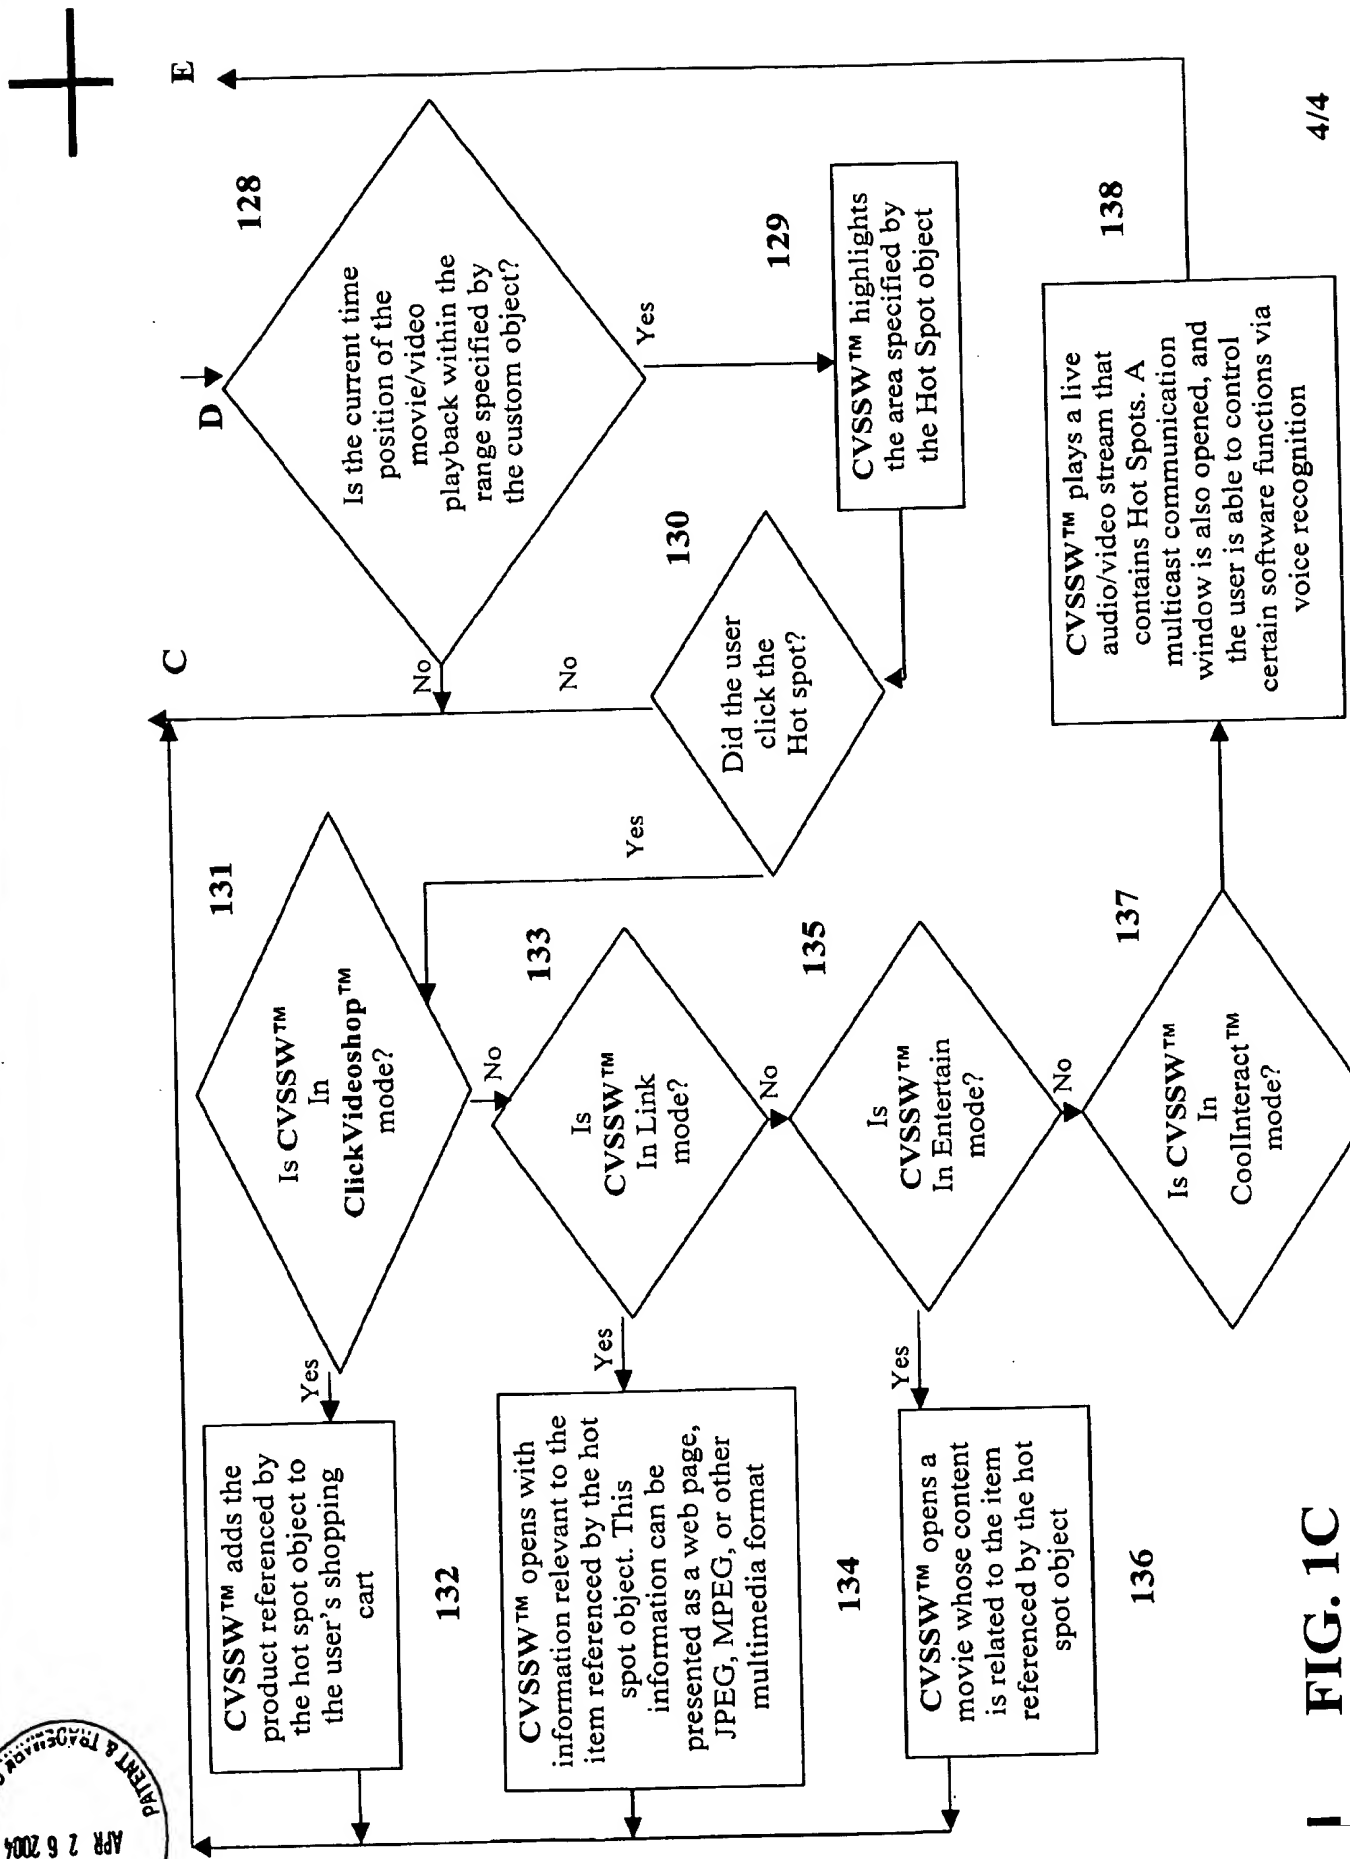 D
E
C
128
Is the current time
position of the
movie/video
playback within the
range specified by
the custom object?
No
Yes
129
CVSSW™ highlights
the area specified by
the Hot Spot object
130
Did the user
click the
Hot spot?
No
Yes
131
Is CVSSW™
In
ClickVideoshop™
mode?
Yes
No
CVSSW™ adds the
product referenced by
the hot spot object to
the user's shopping
cart
132
133
Is
CVSSW™
In Link
mode?
Yes
No
CVSSW™ opens with
information relevant to the
item referenced by the hot
spot object. This
information can be
presented as a web page,
JPEG, MPEG, or other
multimedia format
134
135
Is
CVSSW™
In Entertain
mode?
Yes
No
CVSSW™ opens a
movie whose content
is related to the item
referenced by the hot
spot object
136
137
Is CVSSW™
In
CoolInteract™
mode?
138
CVSSW™ plays a live
audio/video stream that
contains Hot Spots. A
multicast communication
window is also opened, and
the user is able to control
certain software functions via
voice recognition
FIG. 1C
4/4
APR 26 2004
PATENT & TRADEMARK